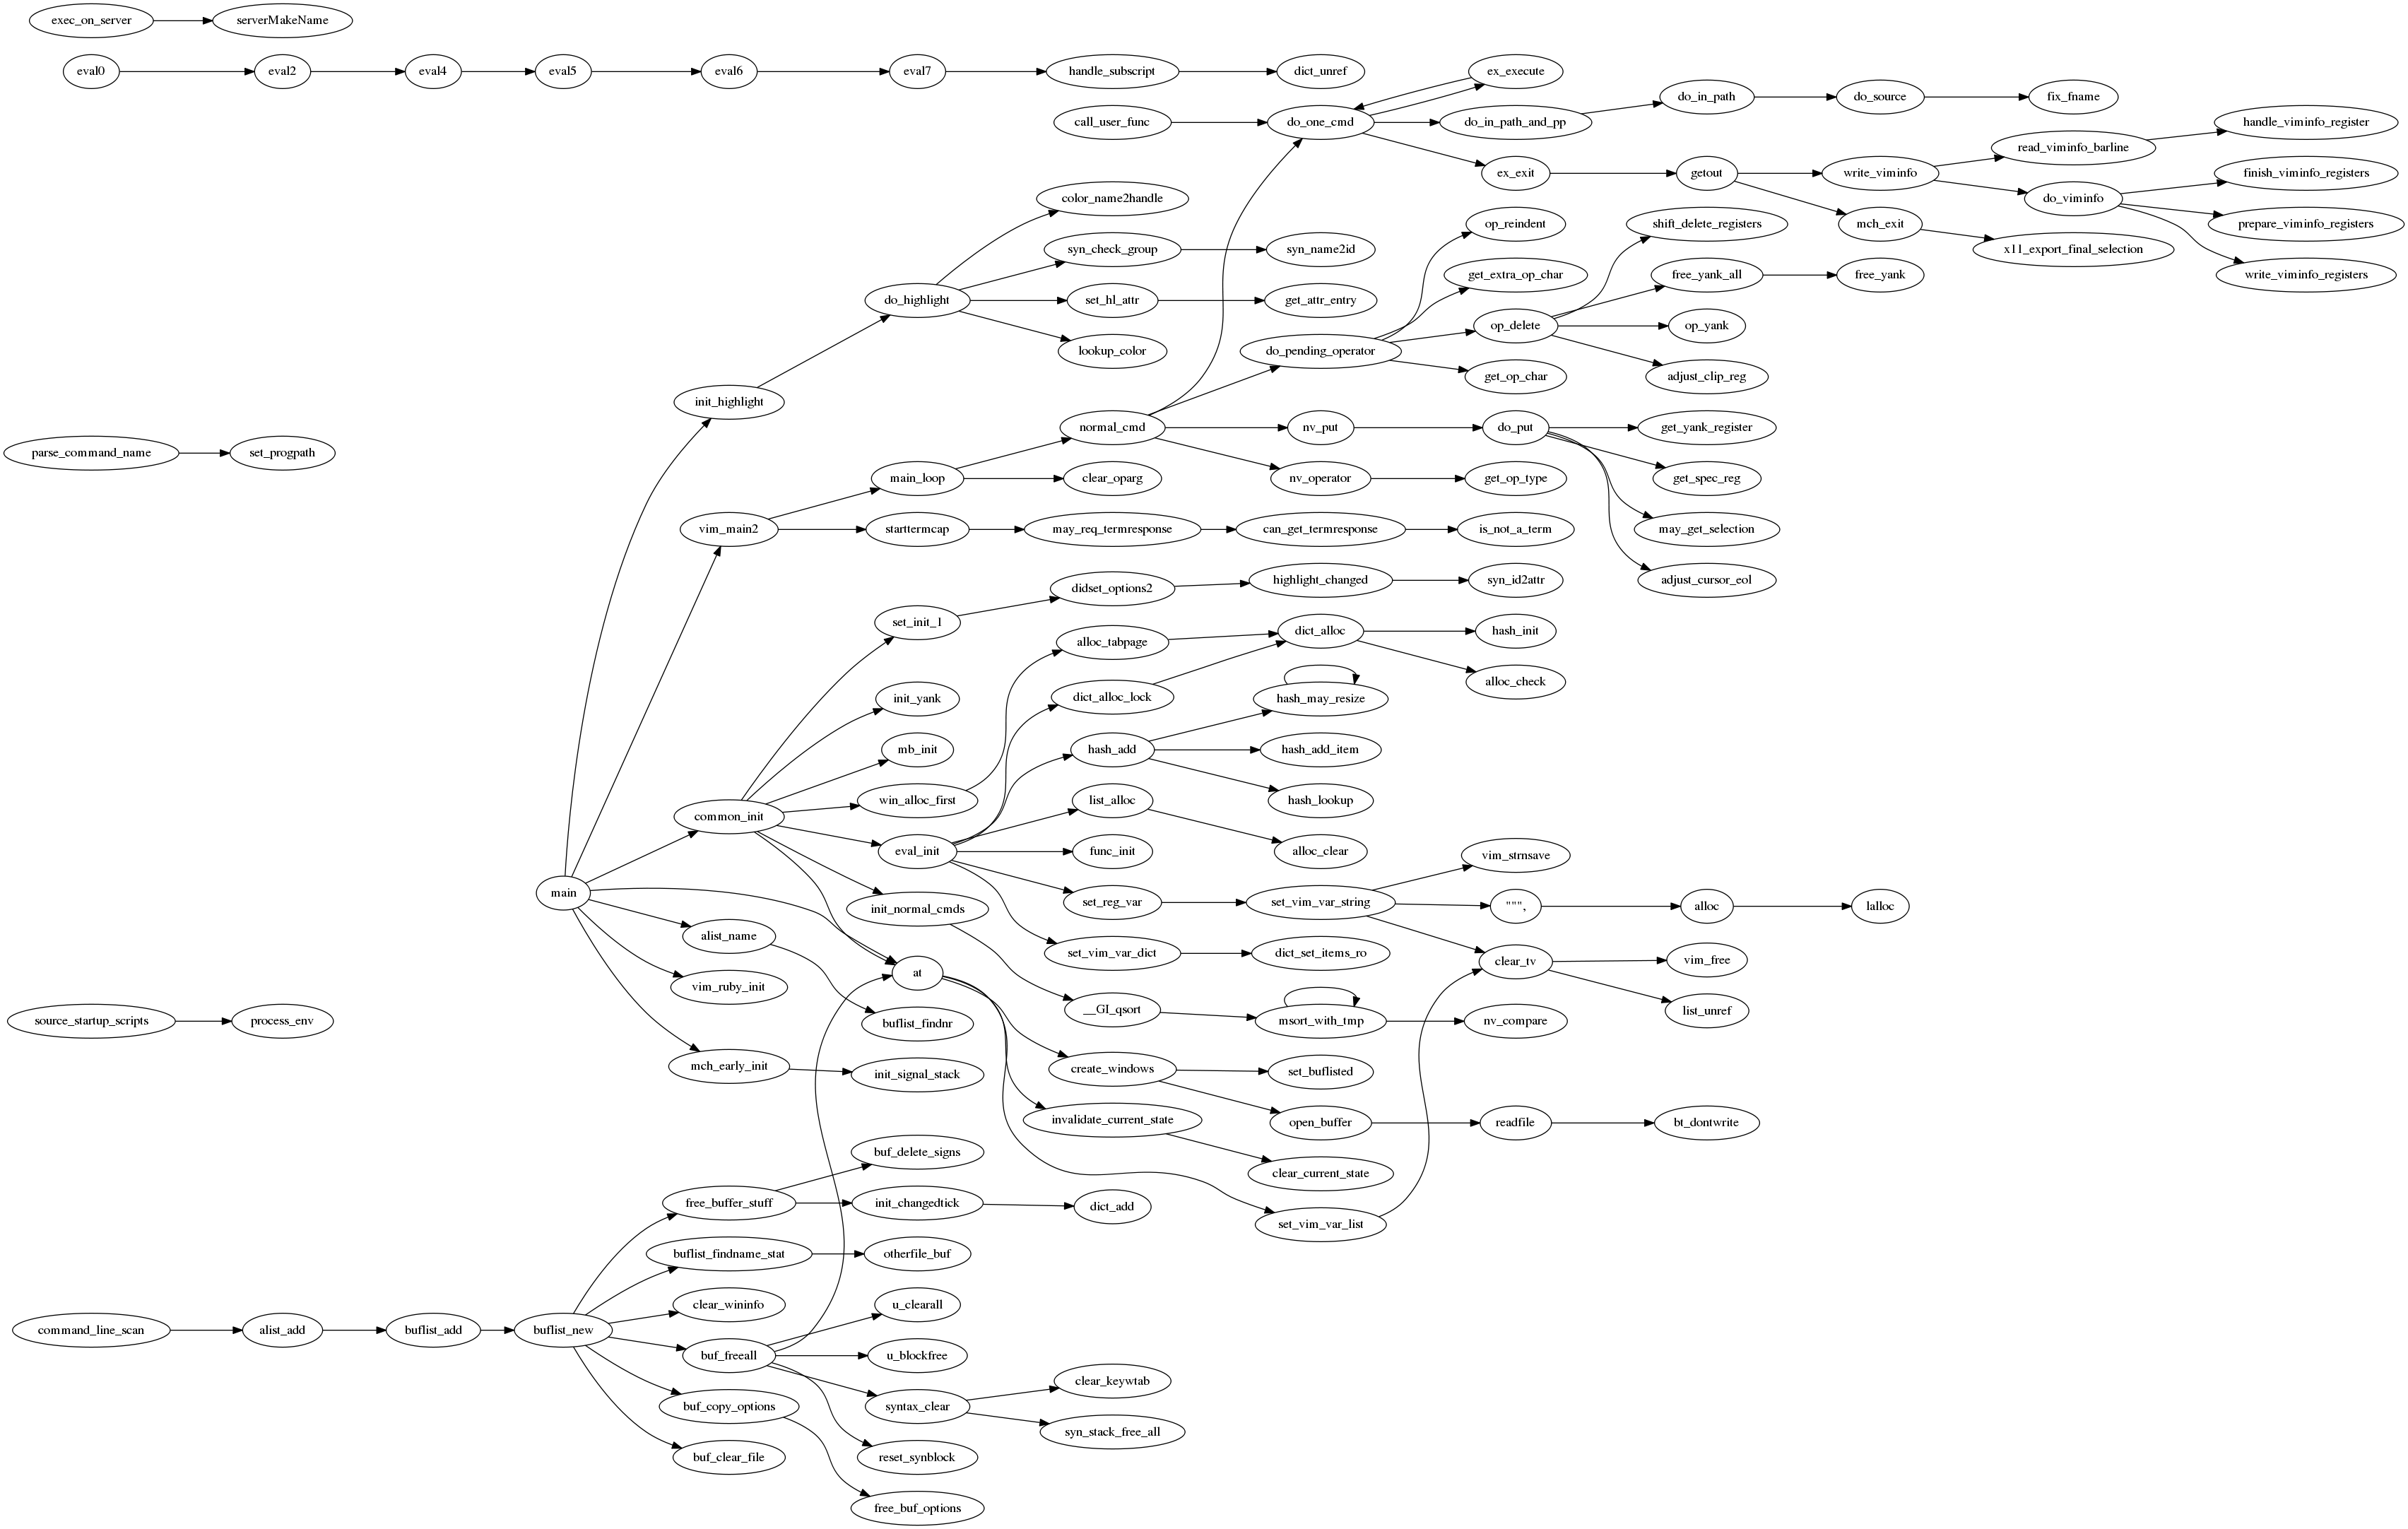 exec_on_server
serverMakeName
eval0
eval2
eval4
eval5
eval6
eval7
handle_subscript
dict_unref
ex_execute
call_user_func
do_one_cmd
do_in_path_and_pp
do_in_path
do_source
fix_fname
ex_exit
getout
write_viminfo
read_viminfo_barline
handle_viminfo_register
do_viminfo
finish_viminfo_registers
prepare_viminfo_registers
write_viminfo_registers
mch_exit
x11_export_final_selection
color_name2handle
do_highlight
syn_check_group
syn_name2id
set_hl_attr
get_attr_entry
lookup_color
init_highlight
op_reindent
get_extra_op_char
do_pending_operator
op_delete
get_op_char
shift_delete_registers
free_yank_all
free_yank
op_yank
adjust_clip_reg
parse_command_name
set_progpath
normal_cmd
nv_put
do_put
get_yank_register
get_spec_reg
may_get_selection
adjust_cursor_eol
nv_operator
get_op_type
main_loop
clear_oparg
vim_main2
starttermcap
may_req_termresponse
can_get_termresponse
is_not_a_term
set_init_1
didset_options2
highlight_changed
syn_id2attr
init_yank
mb_init
win_alloc_first
alloc_tabpage
dict_alloc
hash_init
alloc_check
dict_alloc_lock
hash_may_resize
hash_add
hash_add_item
hash_lookup
common_init
eval_init
list_alloc
alloc_clear
func_init
set_reg_var
set_vim_var_string
vim_strnsave
""",
alloc
lalloc
clear_tv
vim_free
list_unref
set_vim_var_dict
dict_set_items_ro
main
init_normal_cmds
__GI_qsort
msort_with_tmp
nv_compare
alist_name
at
vim_ruby_init
buflist_findnr
mch_early_init
init_signal_stack
create_windows
set_buflisted
open_buffer
readfile
bt_dontwrite
invalidate_current_state
clear_current_state
set_vim_var_list
source_startup_scripts
process_env
buf_delete_signs
free_buffer_stuff
init_changedtick
dict_add
buflist_findname_stat
otherfile_buf
clear_wininfo
u_clearall
command_line_scan
alist_add
buflist_add
buflist_new
buf_freeall
u_blockfree
syntax_clear
clear_keywtab
syn_stack_free_all
buf_copy_options
reset_synblock
buf_clear_file
free_buf_options